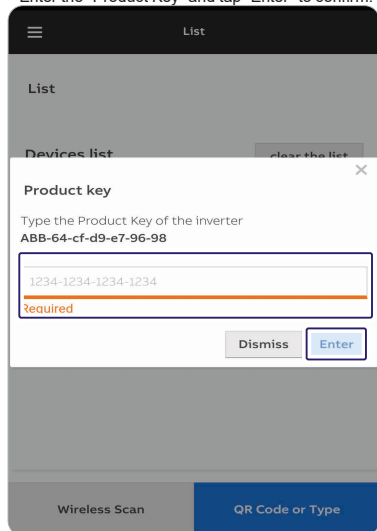 Enter the "Product Key" and tap "Enter" to confirm.
List
List
Devices list
clear the list
Product key
Type the Product Key of the inverter
ABB-64-cf-d9-e7-96-98
1234-1234-1234-1234
Required
Dismiss
Enter
Wireless Scan
QR Code or Type